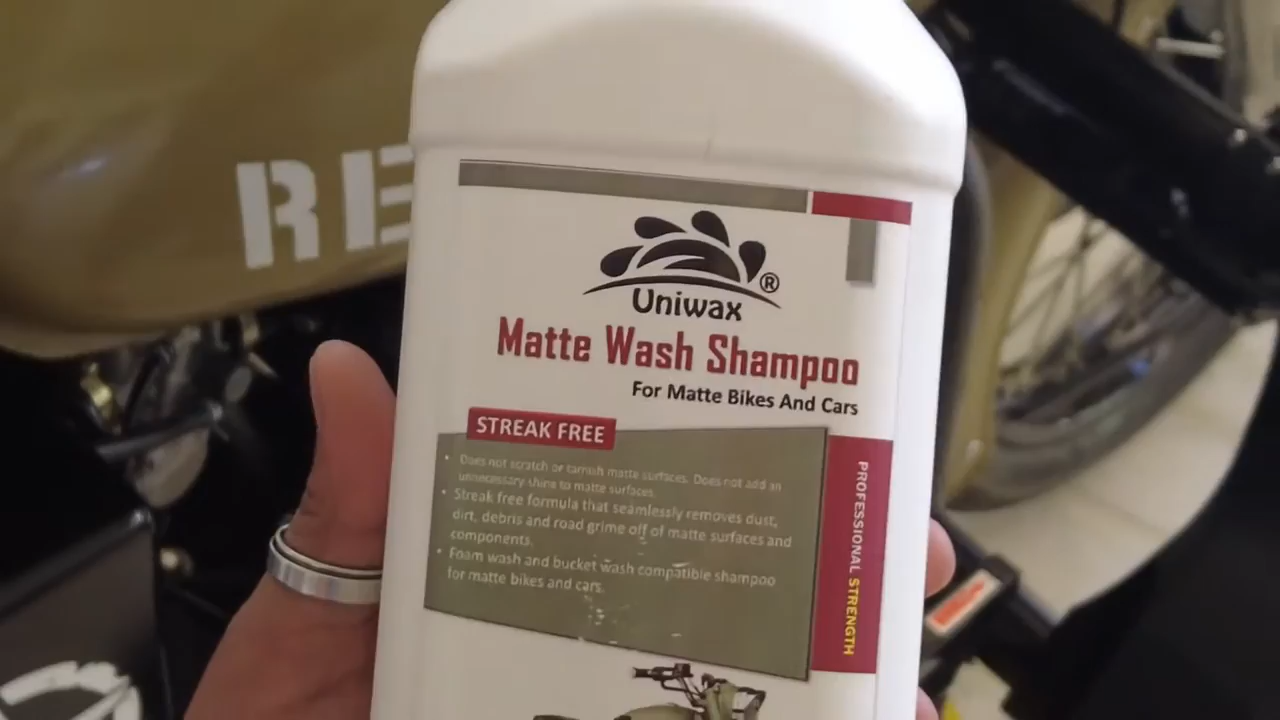 RE
®
Uniwax
Matte Wash Shampoo
For Matte Bikes And Cars
STREAK FREE
• Does not scratch or tarnish matte surfaces. Does not add an
unnecessary shine to matte surfaces.
• Streak free formula that seamlessly removes dust,
dirt, debris and road grime off of matte surfaces and
components.
• Foam wash and bucket wash compatible shampoo
for matte bikes and cars.
PROFESSIONAL STRENGTH